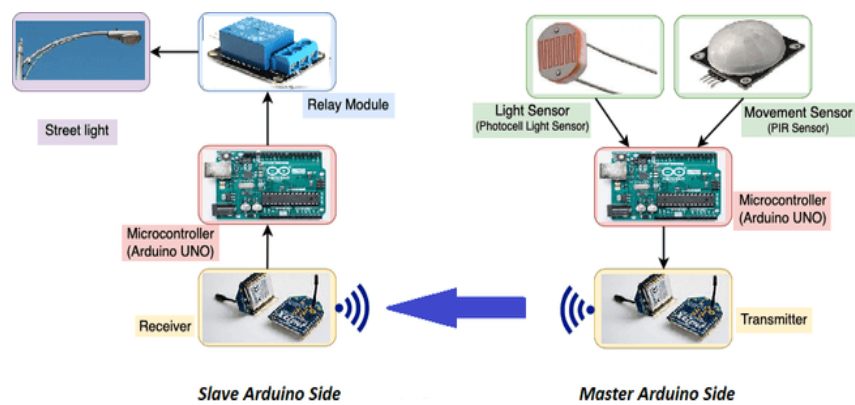 Relay Module
Street light
Light Sensor
(Photocell Light Sensor)
Movement Sensor
(PIR Sensor)
Microcontroller
(Arduino UNO)
Microcontroller
(Arduino UNO)
Receiver
Transmitter
Slave Arduino Side
Master Arduino Side